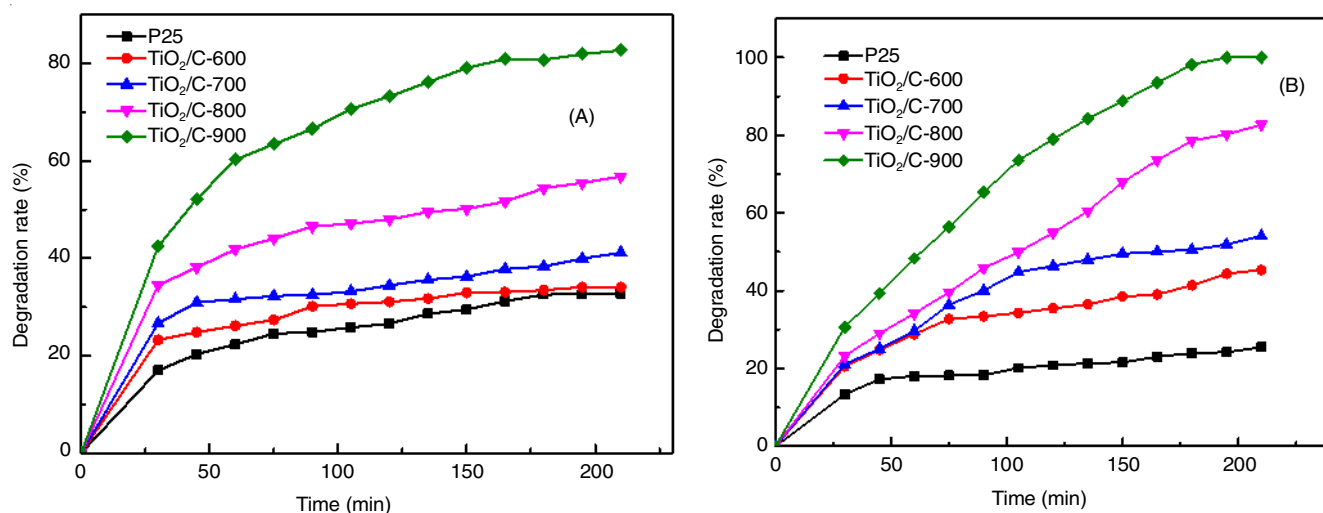 P25
TiO2/C-600
TiO2/C-700
TiO2/C-800
TiO2/C-900
(A)
Degradation rate (%)
80
60
40
20
0
0 50 100 150 200
Time (min)
P25
TiO2/C-600
TiO2/C-700
TiO2/C-800
TiO2/C-900
(B)
Degradation rate (%)
100
80
60
40
20
0
0 50 100 150 200
Time (min)